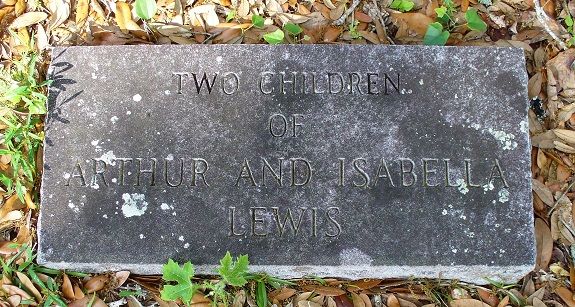 TWO CHILDREN
OF
ARTHUR AND ISABELLA
LEWIS